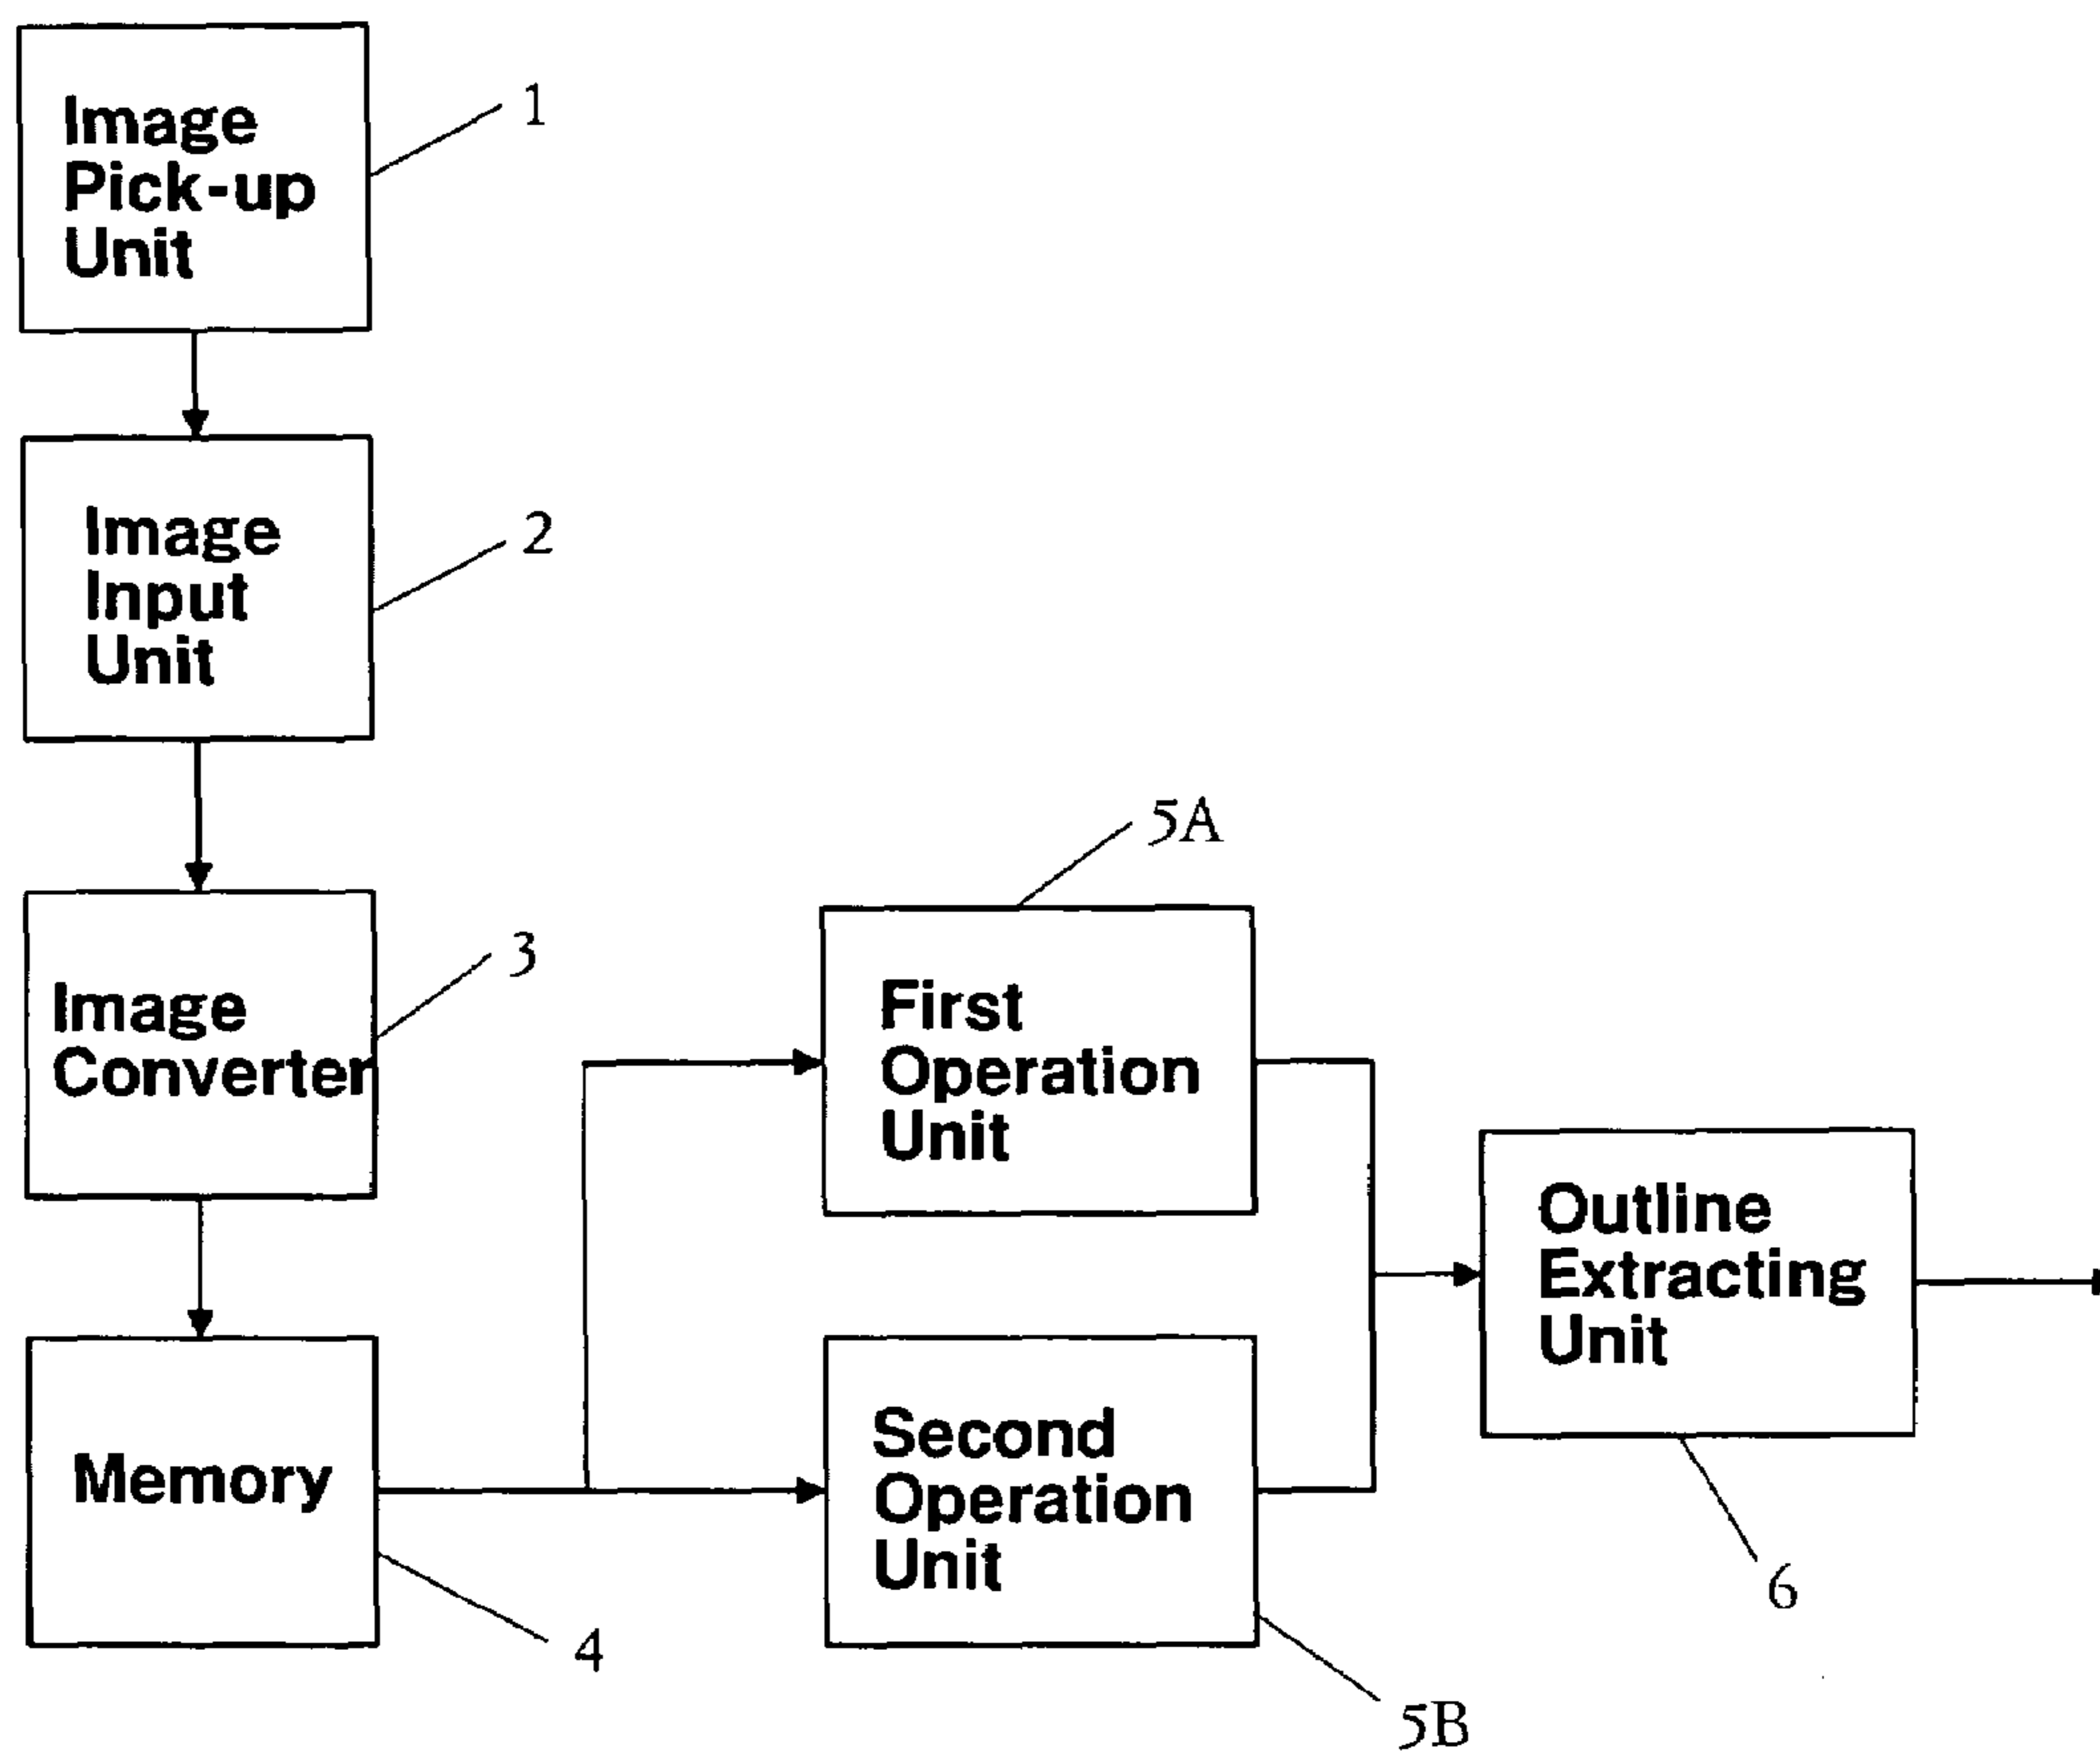 Image
Pick-up
Unit
1
Image
Input
Unit
2
Image
Converter
3
Memory
4
5A
First
Operation
Unit
Second
Operation
Unit
5B
Outline
Extracting
Unit
6